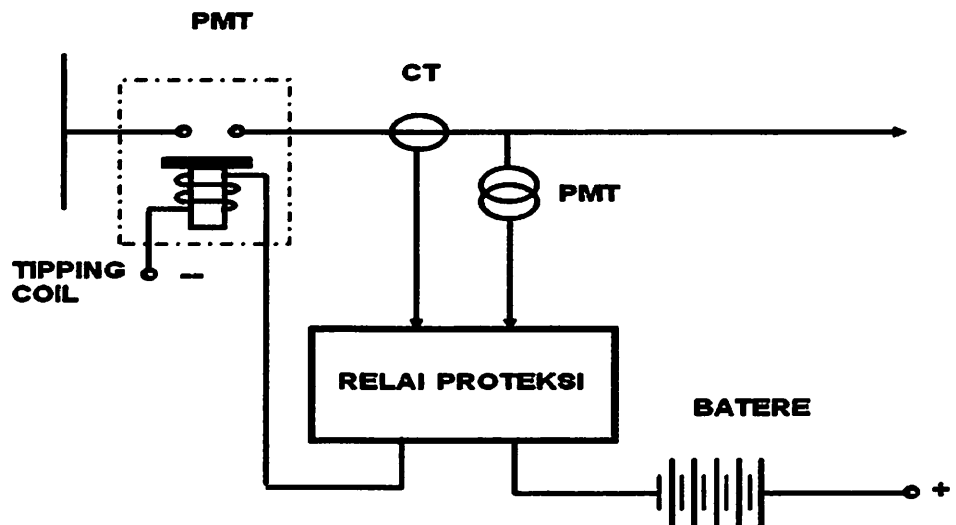 PMT
CT
PMT
TIPPING
COIL
–
RELAI PROTEKSI
BATERE
+